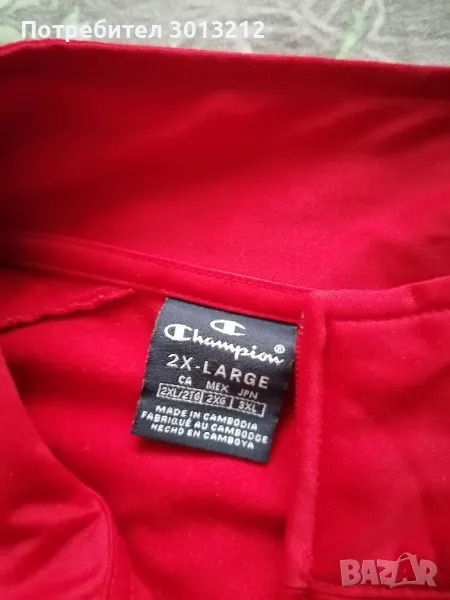 Потребител 3013212
Champion®
2X-LARGE
CA MEX JPN
2XL/2TG 2XG 3XL
MADE IN CAMBODIA
FABRIQUÉ AU CAMBODGE
HECHO EN CAMBOYA
BAZAR